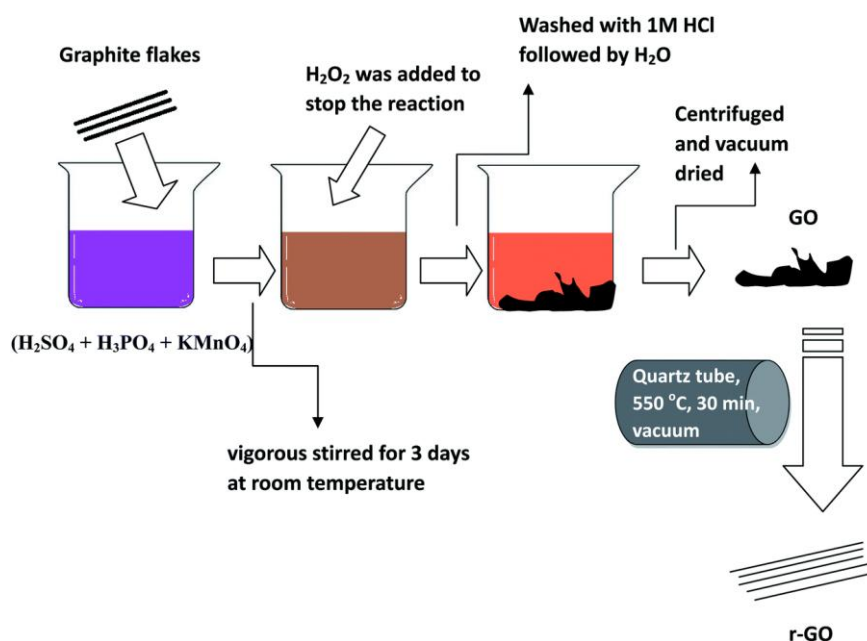 Graphite flakes
H₂O₂ was added to
stop the reaction
Washed with 1M HCl
followed by H₂O
Centrifuged
and vacuum
dried
GO
(H₂SO₄ + H₃PO₄ + KMnO₄)
vigorous stirred for 3 days
at room temperature
Quartz tube,
550 °C, 30 min,
vacuum
r-GO